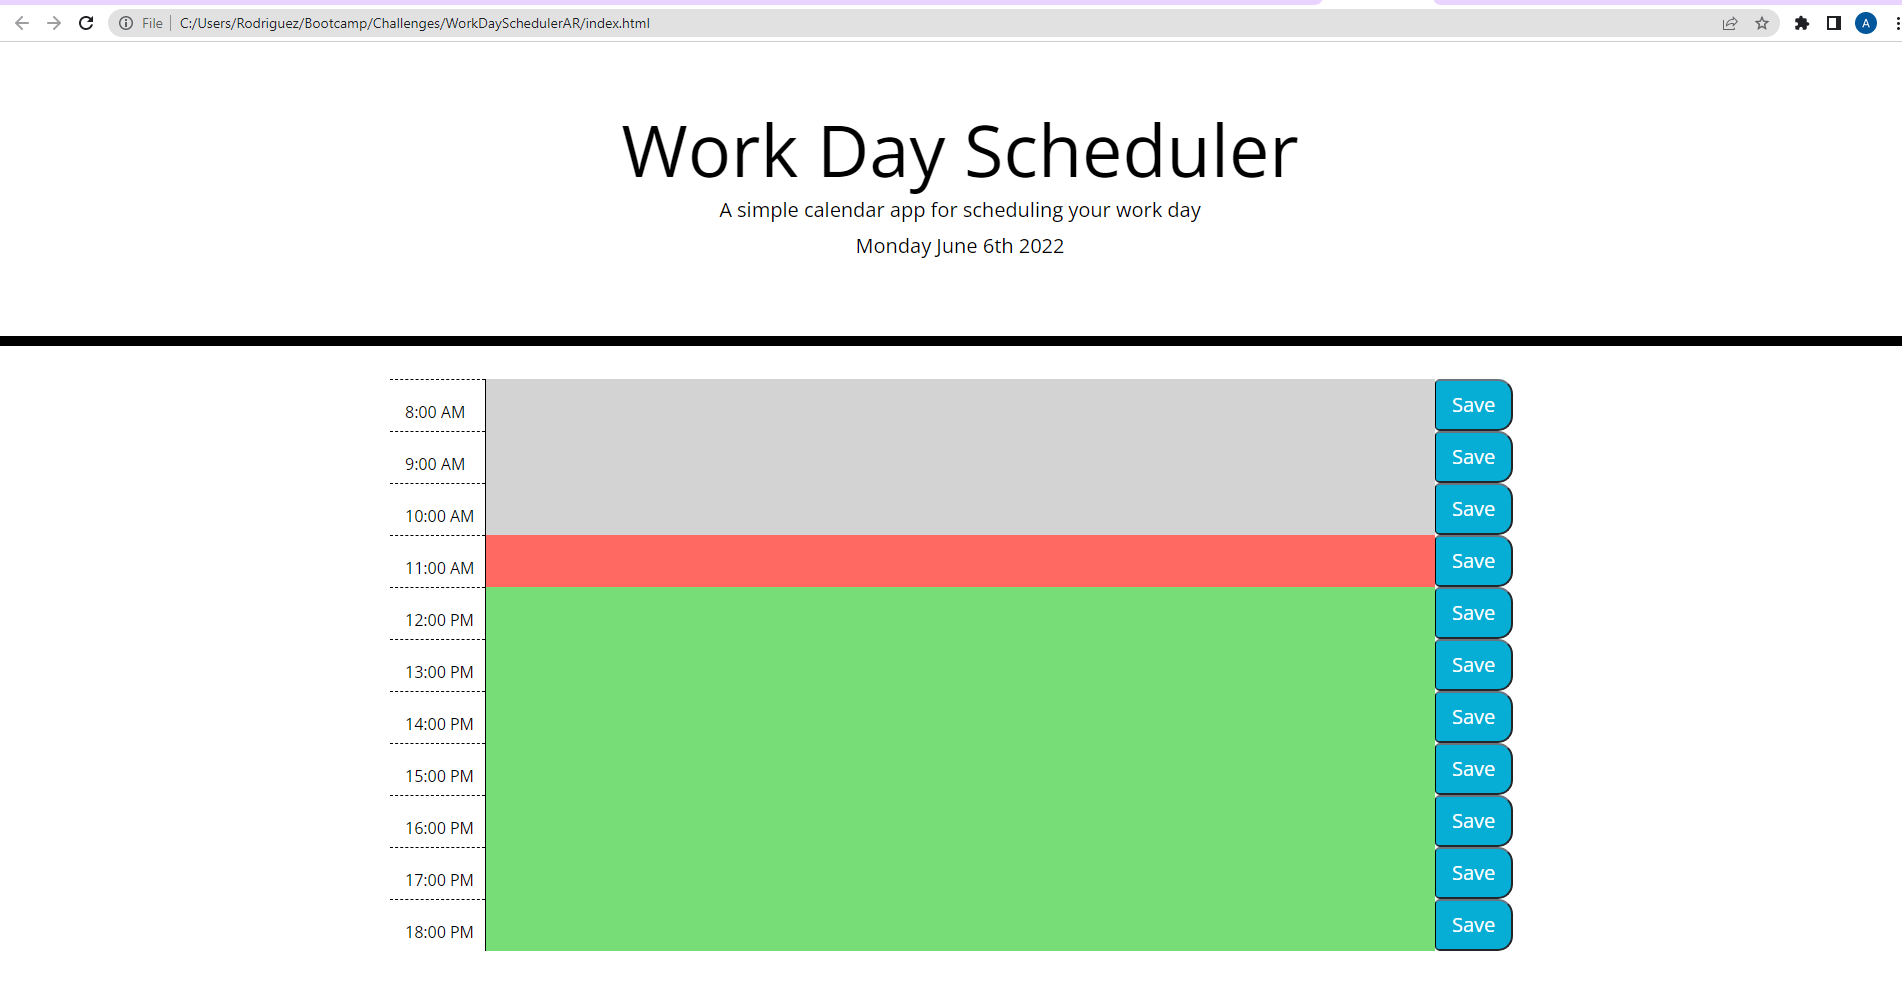 File C:/Users/Rodriguez/Bootcamp/Challenges/WorkDaySchedulerAR/index.html
A
Work Day Scheduler
A simple calendar app for scheduling your work day
Monday June 6th 2022
8:00 AM Save
9:00 AM Save
10:00 AM Save
11:00 AM Save
12:00 PM Save
13:00 PM Save
14:00 PM Save
15:00 PM Save
16:00 PM Save
17:00 PM Save
18:00 PM Save